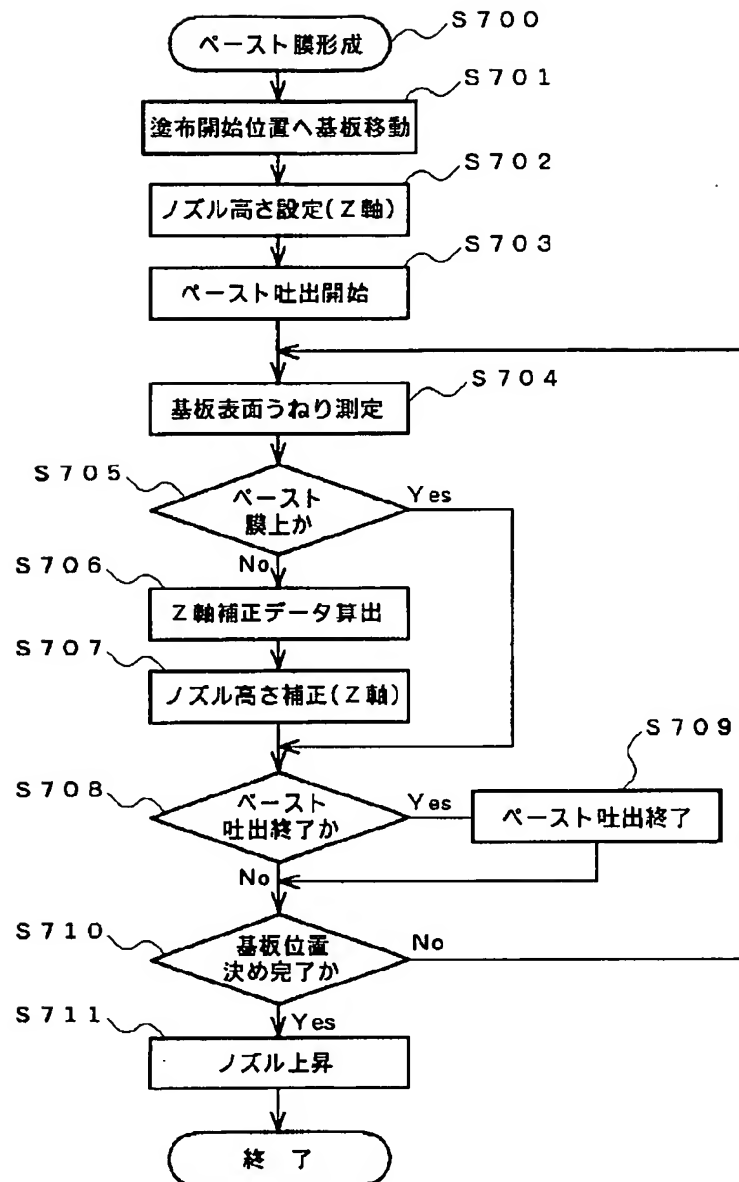 S700
ペースト膜形成
S701
塗布開始位置へ基板移動
S702
ノズル高さ設定(Z軸)
S703
ペースト吐出開始
S704
基板表面うねり測定
S705
ペースト
膜上か
Yes
No
S706
Z軸補正データ算出
S707
ノズル高さ補正(Z軸)
S708
ペースト
吐出終了か
Yes
S709
ペースト吐出終了
No
S710
基板位置
決め完了か
No
Yes
S711
ノズル上昇
終 了